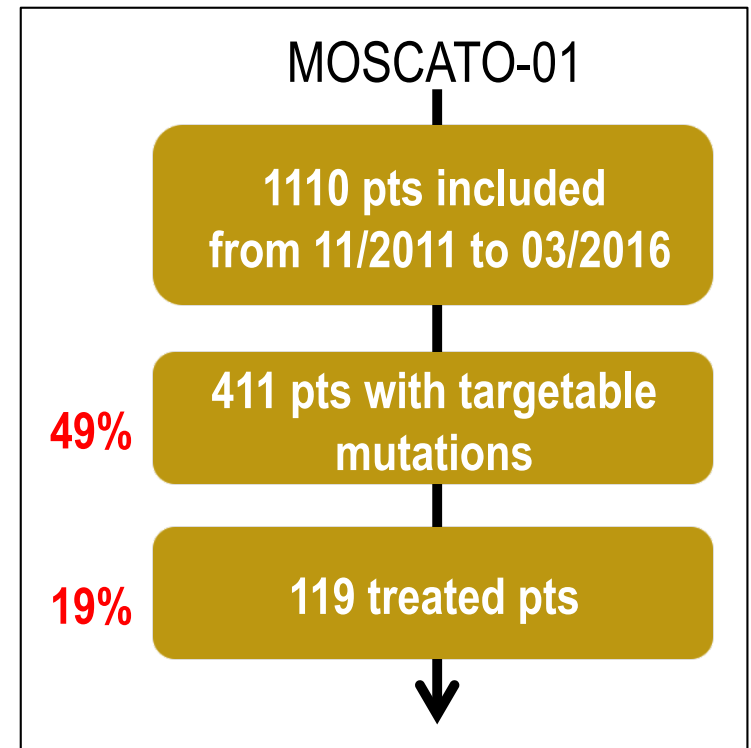 MOSCATO-01
1110 pts included
from 11/2011 to 03/2016
411 pts with targetable
mutations
49%
119 treated pts
19%